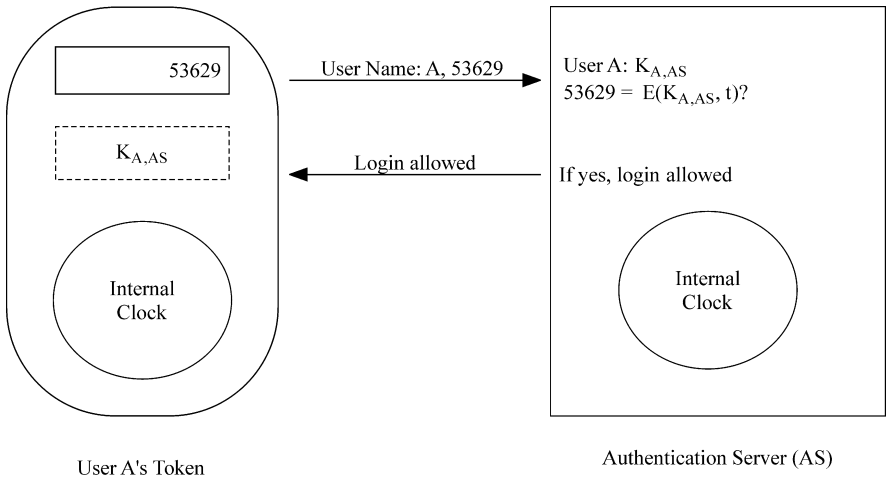 53629
K_A,AS
Internal
Clock
User A's Token
User Name: A, 53629
Login allowed
User A: K_A,AS
53629 = E(K_A,AS, t)?
If yes, login allowed
Internal
Clock
Authentication Server (AS)